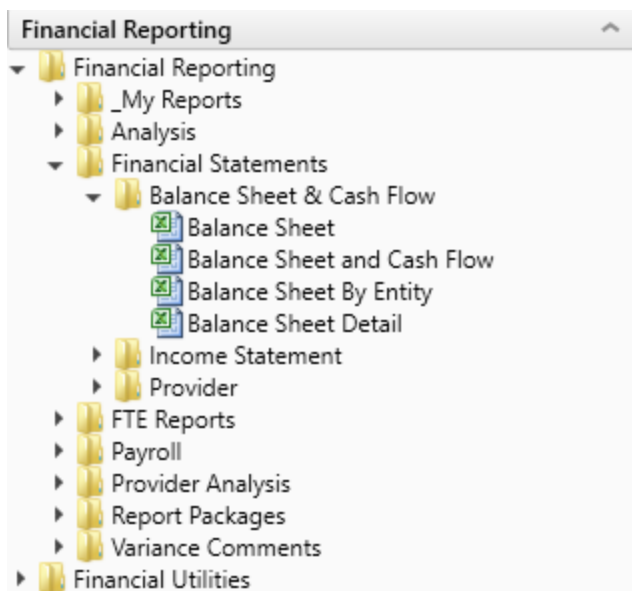 Financial Reporting
Financial Reporting
_My Reports
Analysis
Financial Statements
Balance Sheet & Cash Flow
Balance Sheet
Balance Sheet and Cash Flow
Balance Sheet By Entity
Balance Sheet Detail
Income Statement
Provider
FTE Reports
Payroll
Provider Analysis
Report Packages
Variance Comments
Financial Utilities